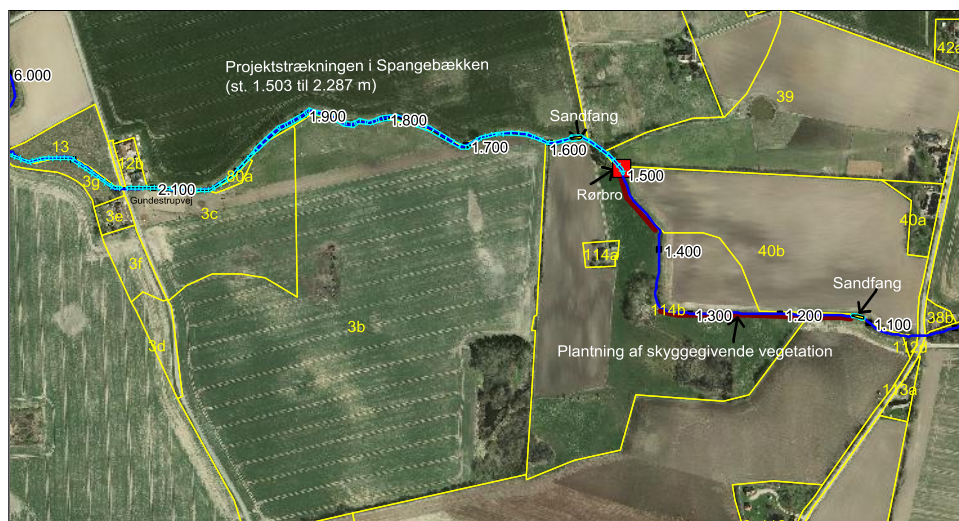 42a
6.000
Projektstrækningen i Spangebækken
(st. 1.503 til 2.287 m)
39
1.900
1.800
Sandfang
13
12b
1.700
1.600
80a
1.500
3g
2.100
Gundestrupvej
Rørbro
3e
3c
40a
3f
114a
1.400
40b
Sandfang
3b
114b
1.300
1.200
1.100
38b
3d
Plantning af skyggegivende vegetation
113a